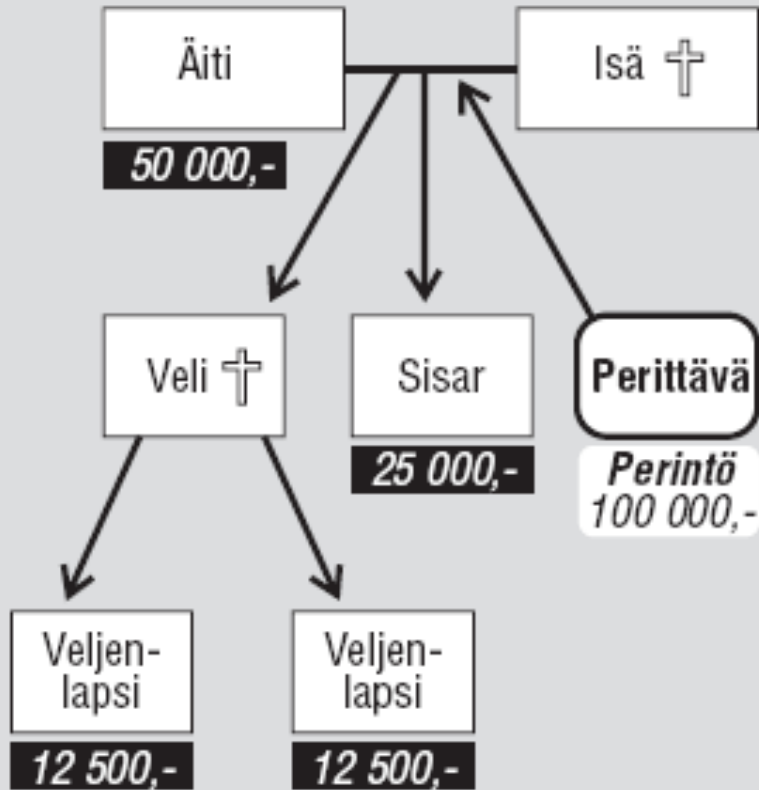 Äiti
Isä
50 000,-
Veli
Sisar
Perittävä
25 000,-
Perintö
100 000,-
Veljen-
lapsi
Veljen-
lapsi
12 500,-
12 500,-